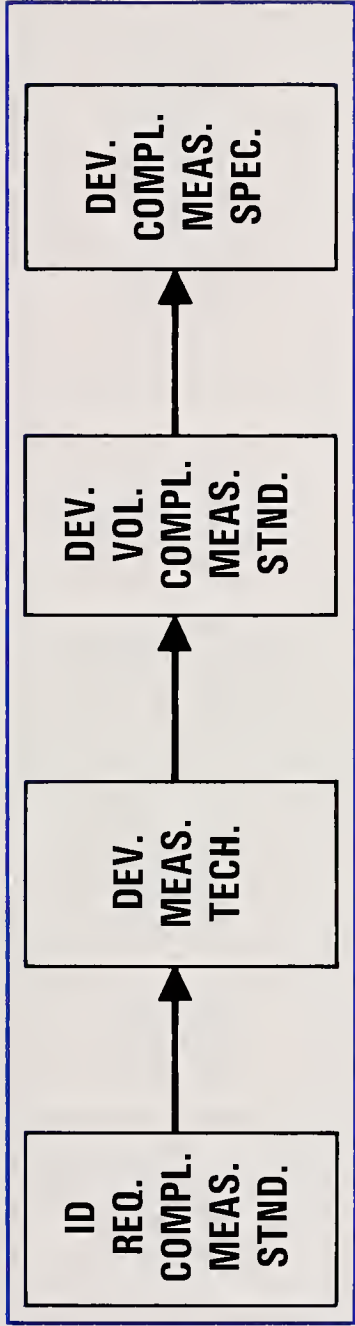 ID
REQ.
COMPL.
MEAS.
STND.
DEV.
MEAS.
TECH.
DEV.
VOL.
COMPL.
MEAS.
STND.
DEV.
COMPL.
MEAS.
SPEC.